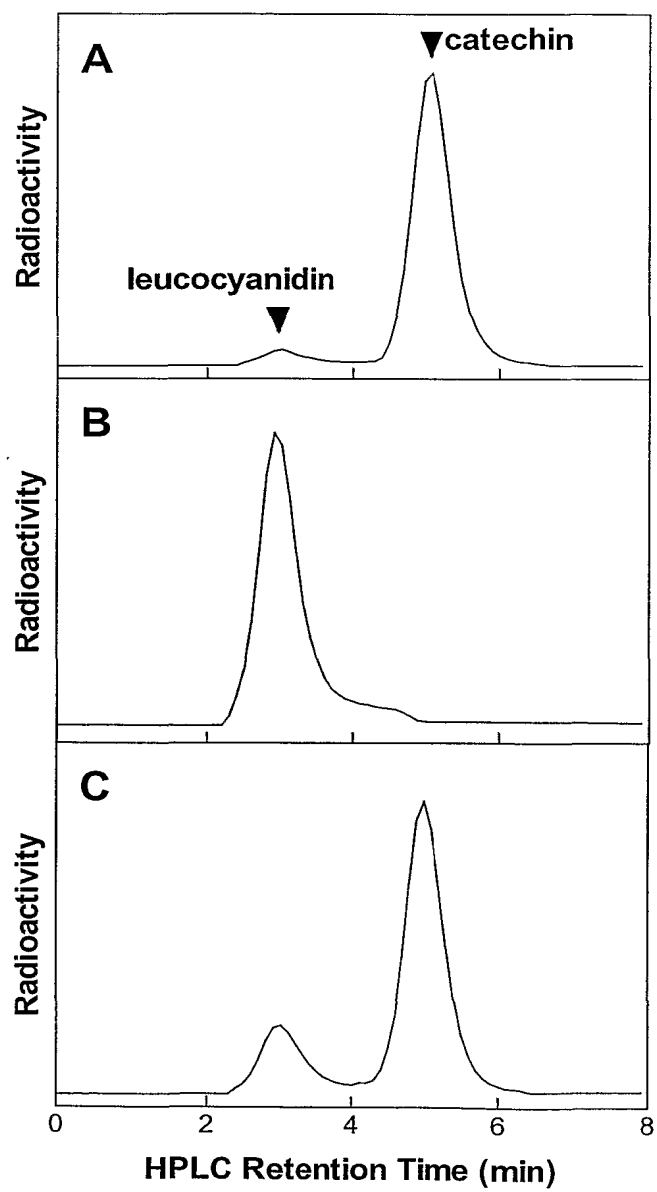 A
catechin
Radioactivity
leucocyanidin
B
Radioactivity
C
Radioactivity
0 2 4 6 8
HPLC Retention Time (min)